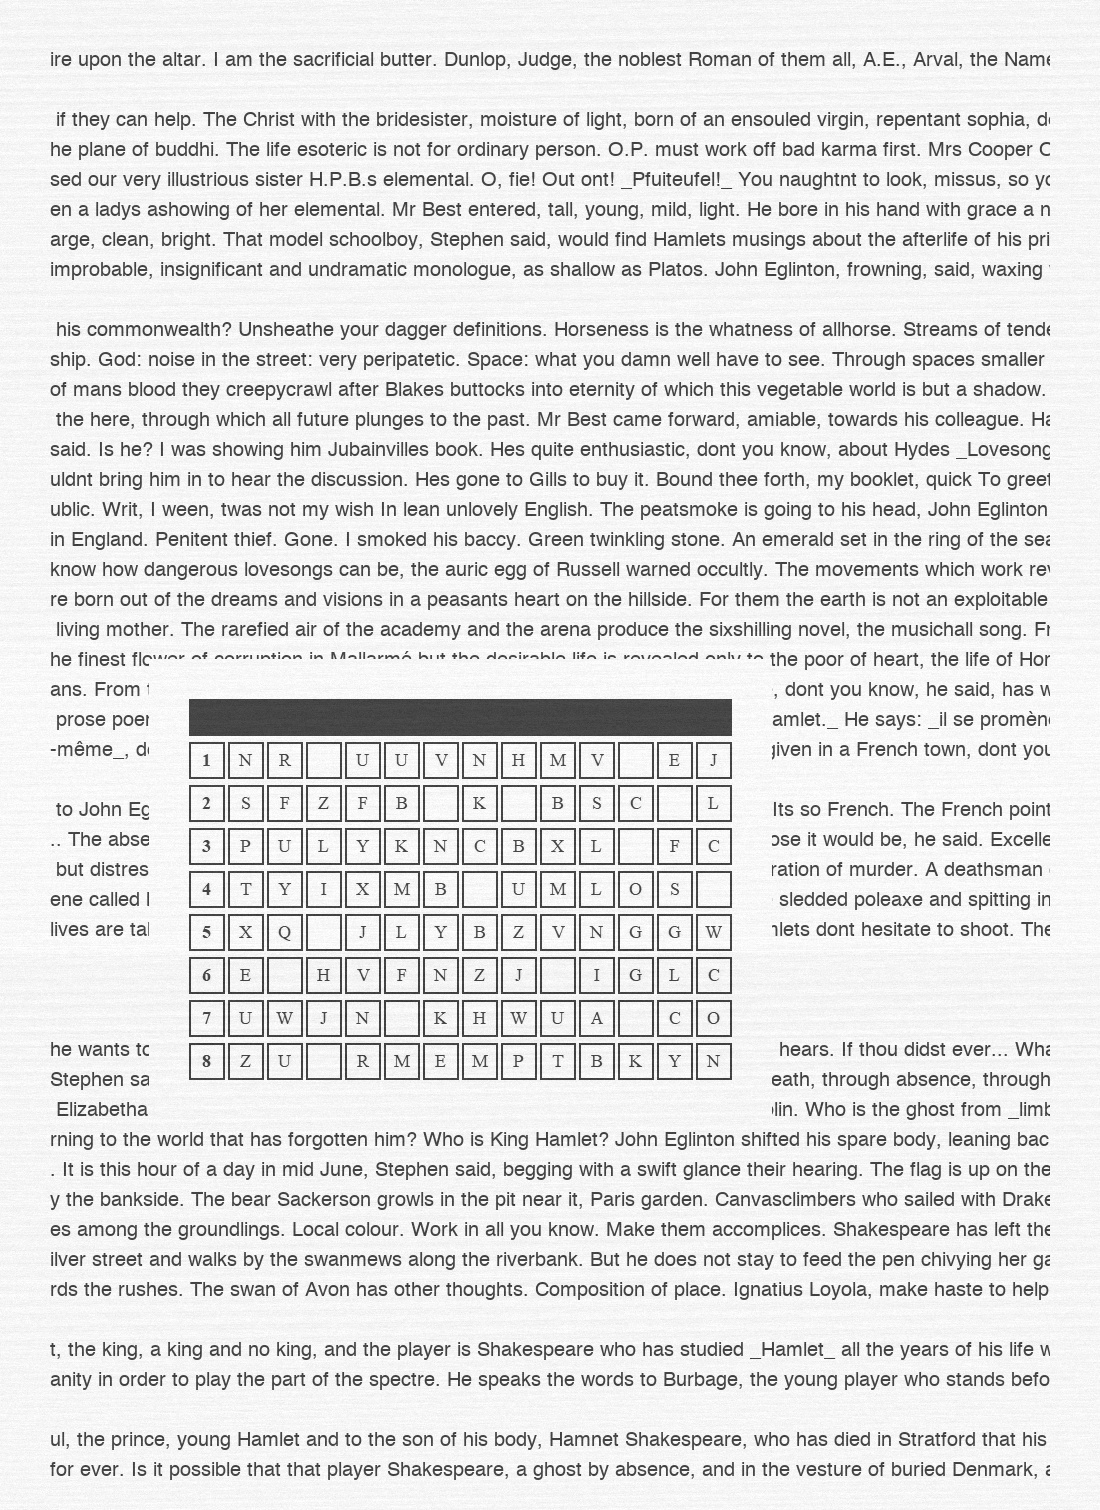 ire upon the altar. I am the sacrificial butter. Dunlop, Judge, the noblest Roman of them all, A.E., Arval, the Name
if they can help. The Christ with the bridesister, moisture of light, born of an ensouled virgin, repentant sophia, d
he plane of buddhi. The life esoteric is not for ordinary person. O.P. must work off bad karma first. Mrs Cooper
sed our very illustrious sister H.P.B.s elemental. O, fie! Out ont! _Pfuiteufel!_ You naughtnt to look, missus, so yo
en a ladys ashowing of her elemental. Mr Best entered, tall, young, mild, light. He bore in his hand with grace a n
arge, clean, bright. That model schoolboy, Stephen said, would find Hamlets musings about the afterlife of his pri
improbable, insignificant and undramatic monologue, as shallow as Platos. John Eglinton, frowning, said, waxing
his commonwealth? Unsheathe your dagger definitions. Horseness is the whatness of allhorse. Streams of tende
ship. God: noise in the street: very peripatetic. Space: what you damn well have to see. Through spaces smaller
of mans blood they creepycrawl after Blakes buttocks into eternity of which this vegetable world is but a shadow.
the here, through which all future plunges to the past. Mr Best came forward, amiable, towards his colleague. Ha
said. Is he? I was showing him Jubainvilles book. Hes quite enthusiastic, dont you know, about Hydes _Lovesong
uldnt bring him in to hear the discussion. Hes gone to Gills to buy it. Bound thee forth, my booklet, quick To greet
ublic. Writ, I ween, twas not my wish In lean unlovely English. The peatsmoke is going to his head, John Eglinton
in England. Penitent thief. Gone. I smoked his baccy. Green twinkling stone. An emerald set in the ring of the sea
know how dangerous lovesongs can be, the auric egg of Russell warned occultly. The movements which work rev
re born out of the dreams and visions in a peasants heart on the hillside. For them the earth is not an exploitable
living mother. The rarefied air of the academy and the arena produce the sixshilling novel, the musichall song. Fr
he finest flower of corruption in Mallarmé but the desirable life is revealed only to the poor of heart, the life of Hom
ans. From , dont you know, he said, has w
prose poer amlet._ He says: _il se promène
-même_, d given in a French town, dont you
to John Eg Its so French. The French point
.. The abse ose it would be, he said. Excelle
but distres ration of murder. A deathsman
ene called sledded poleaxe and spitting in
lives are tal lets dont hesitate to shoot. The
he wants to hears. If thou didst ever... Wha
Stephen sa eath, through absence, through
Elizabetha lin. Who is the ghost from _limb
1 N R U U V N H M V E J
2 S F Z F B K B S C L
3 P U L Y K N C B X L F C
4 T Y I X M B U M L O S
5 X Q J L Y B Z V N G G W
6 E H V F N Z J I G L C
7 U W J N K H W U A C O
8 Z U R M E M P T B K Y N
rning to the world that has forgotten him? Who is King Hamlet? John Eglinton shifted his spare body, leaning bac
. It is this hour of a day in mid June, Stephen said, begging with a swift glance their hearing. The flag is up on the
y the bankside. The bear Sackerson growls in the pit near it, Paris garden. Canvasclimbers who sailed with Drake
es among the groundlings. Local colour. Work in all you know. Make them accomplices. Shakespeare has left the
ilver street and walks by the swanmews along the riverbank. But he does not stay to feed the pen chivying her ga
rds the rushes. The swan of Avon has other thoughts. Composition of place. Ignatius Loyola, make haste to help
t, the king, a king and no king, and the player is Shakespeare who has studied _Hamlet_ all the years of his life w
anity in order to play the part of the spectre. He speaks the words to Burbage, the young player who stands befo
ul, the prince, young Hamlet and to the son of his body, Hamnet Shakespeare, who has died in Stratford that his
for ever. Is it possible that that player Shakespeare, a ghost by absence, and in the vesture of buried Denmark, a